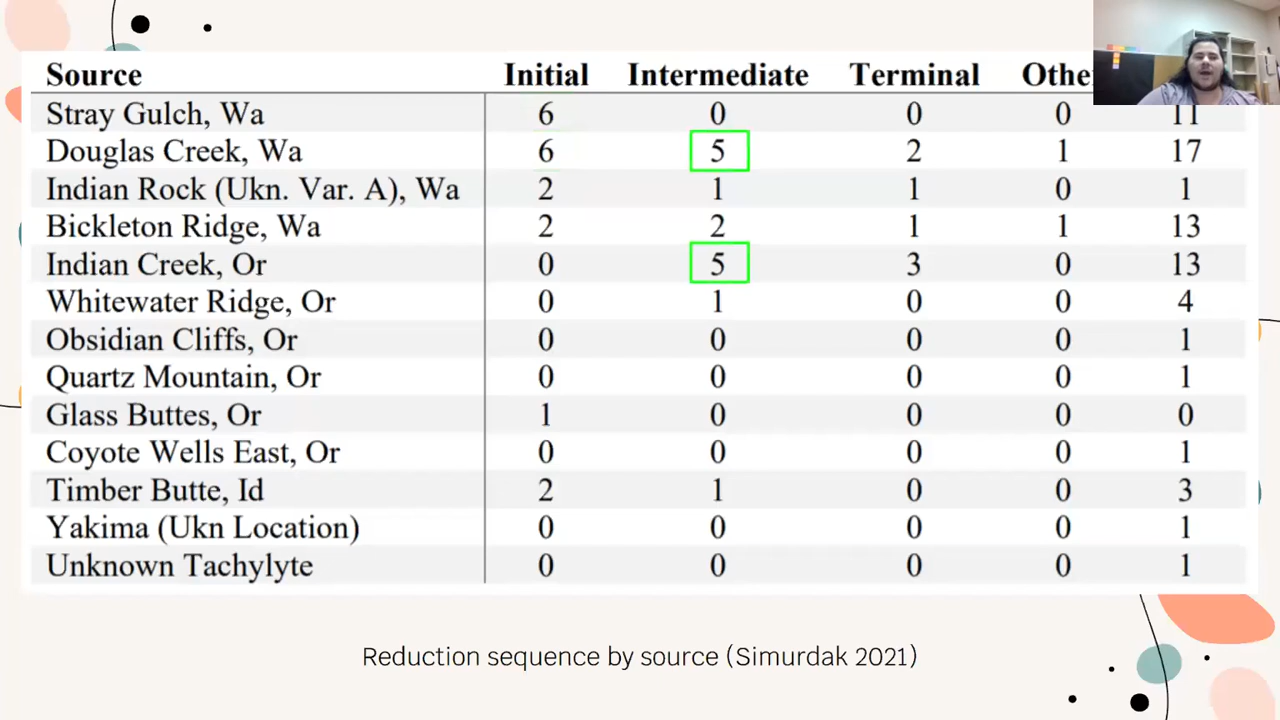 Source Initial Intermediate Terminal
Stray Gulch, Wa 6 0 0 0 11
Douglas Creek, Wa 6 5 2 1 17
Indian Rock (Ukn. Var. A), Wa 2 1 1 0 1
Bickleton Ridge, Wa 2 2 1 1 13
Indian Creek, Or 0 5 3 0 13
Whitewater Ridge, Or 0 1 0 0 4
Obsidian Cliffs, Or 0 0 0 0 1
Quartz Mountain, Or 0 0 0 0 1
Glass Buttes, Or 1 0 0 0 0
Coyote Wells East, Or 0 0 0 0 1
Timber Butte, Id 2 1 0 0 3
Yakima (Ukn Location) 0 0 0 0 1
Unknown Tachylyte 0 0 0 0 1
Reduction sequence by source (Simurdak 2021)